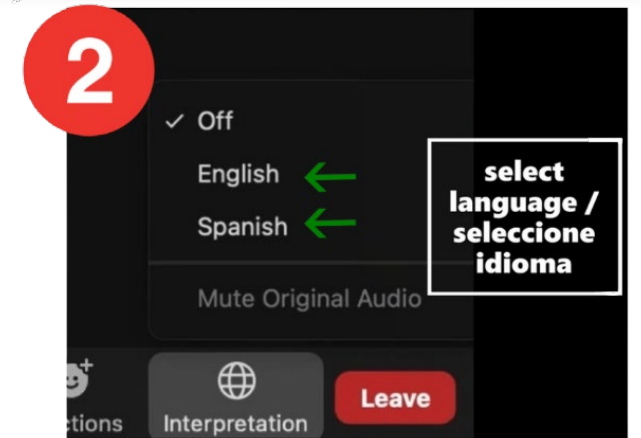 2
Off
English
Spanish
select
language /
seleccione
idioma
Mute Original Audio
ctions
Interpretation
Leave